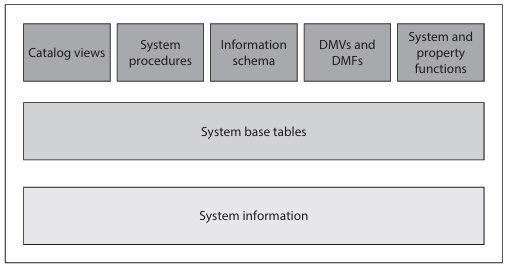 Catalog views
System
procedures
Information
schema
DMVs and
DMFs
System and
property
functions
System base tables
System information